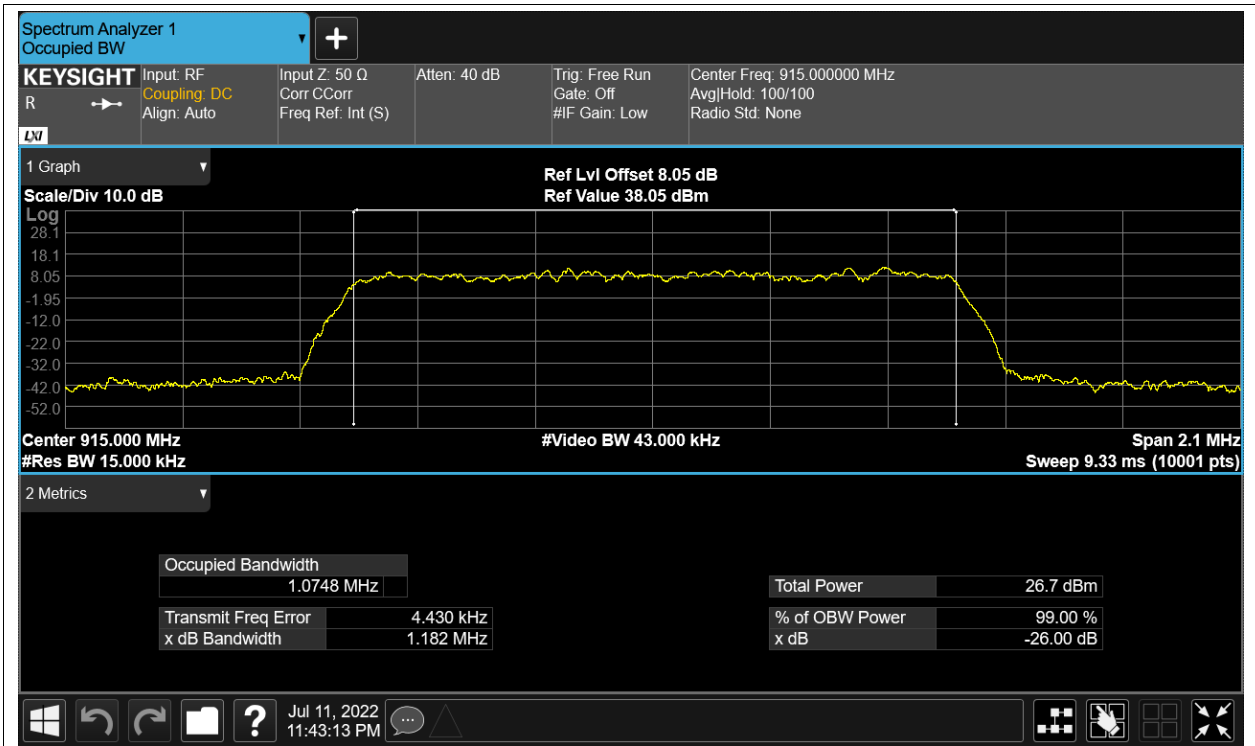 Spectrum Analyzer 1
Occupied BW
KEYSIGHT
R
LXI
Input: RF
Coupling: DC
Align: Auto
Input Z: 50 Ω
Corr CCorr
Freq Ref: Int (S)
Atten: 40 dB
Trig: Free Run
Gate: Off
#IF Gain: Low
Center Freq: 915.000000 MHz
Avg|Hold: 100/100
Radio Std: None
1 Graph
Scale/Div 10.0 dB
Ref Lvl Offset 8.05 dB
Ref Value 38.05 dBm
Log
28.1
18.1
8.05
-1.95
-12.0
-22.0
-32.0
-42.0
-52.0
Center 915.000 MHz
#Res BW 15.000 kHz
#Video BW 43.000 kHz
Span 2.1 MHz
Sweep 9.33 ms (10001 pts)
2 Metrics
Occupied Bandwidth
1.0748 MHz
Transmit Freq Error 4.430 kHz
x dB Bandwidth 1.182 MHz
Total Power 26.7 dBm
% of OBW Power 99.00 %
x dB -26.00 dB
?
Jul 11, 2022
11:43:13 PM